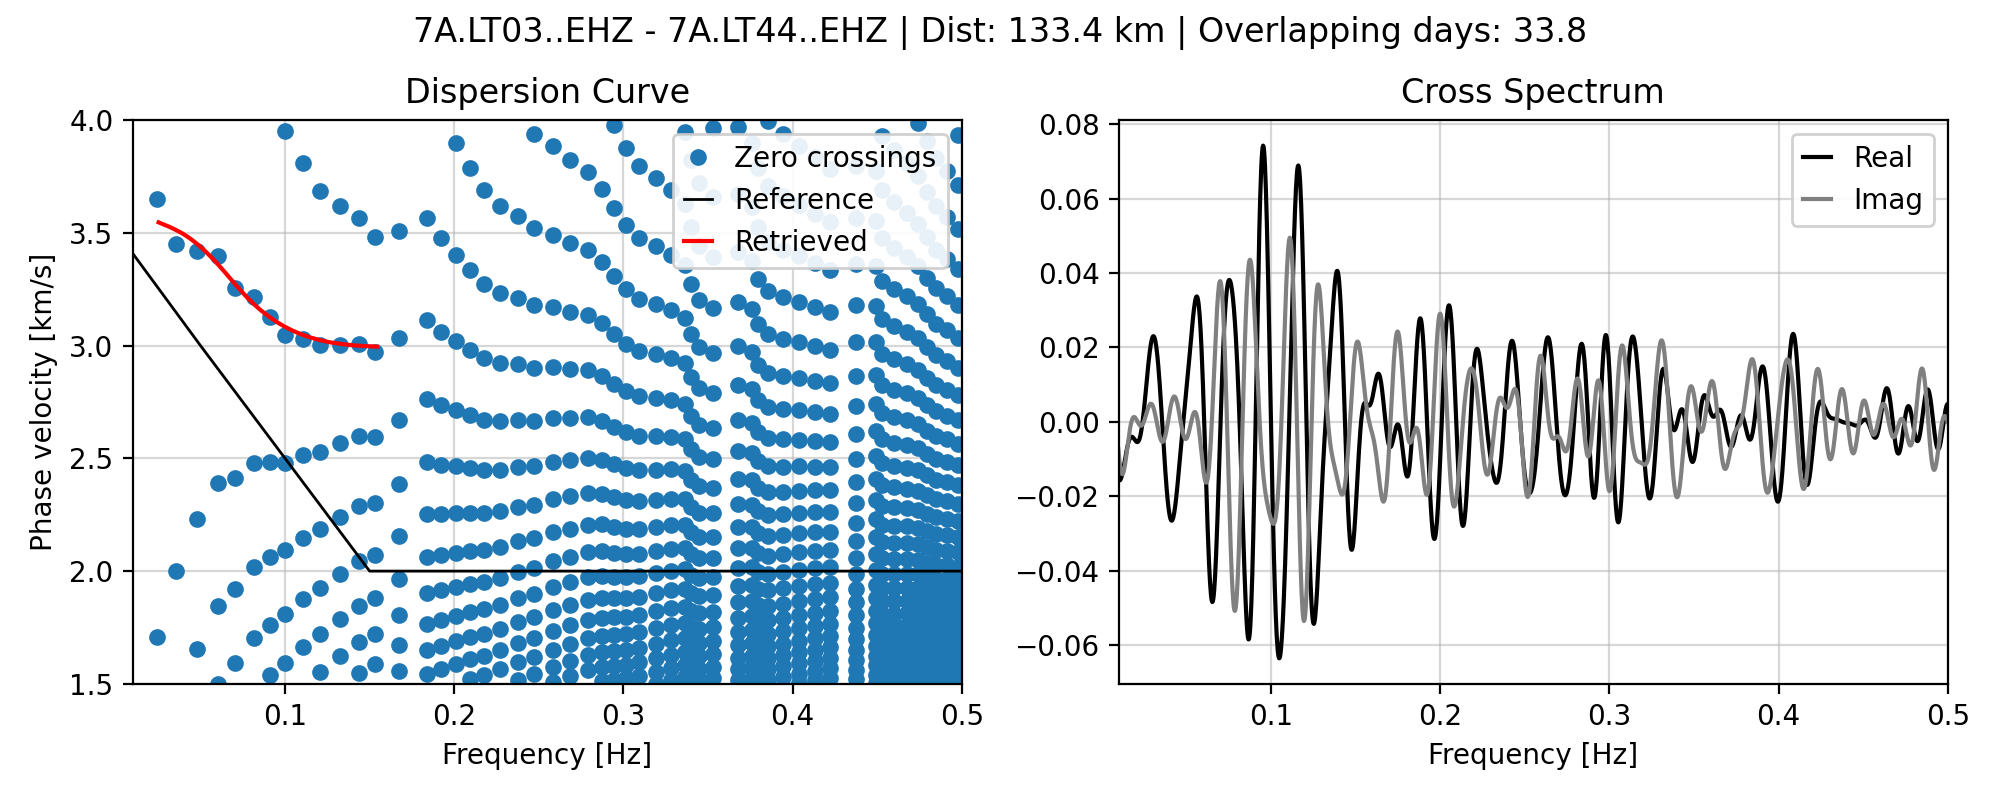 7A.LT03..EHZ - 7A.LT44..EHZ | Dist: 133.4 km | Overlapping days: 33.8
Dispersion Curve
4.0
3.5
3.0
2.5
2.0
1.5
Phase velocity [km/s]
0.1
0.2
0.3
0.4
0.5
Frequency [Hz]
Zero crossings
Reference
Retrieved
Cross Spectrum
0.08
0.06
0.04
0.02
0.00
−0.02
−0.04
−0.06
0.1
0.2
0.3
0.4
0.5
Frequency [Hz]
Real
Imag